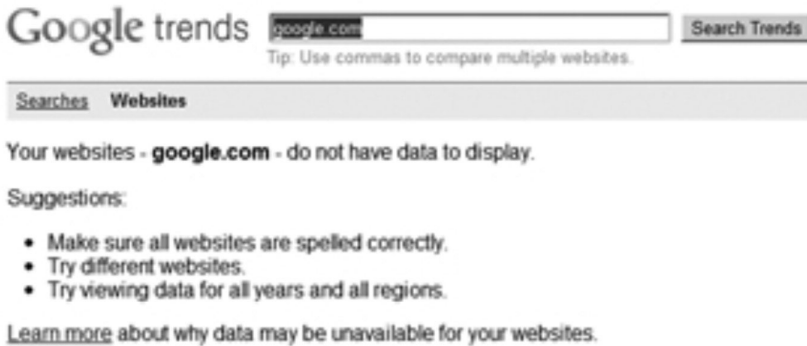 Google trends google.com Search Trends
Tip: Use commas to compare multiple websites.
Searches Websites
Your websites - google.com - do not have data to display.
Suggestions:
• Make sure all websites are spelled correctly.
• Try different websites.
• Try viewing data for all years and all regions.
Learn more about why data may be unavailable for your websites.